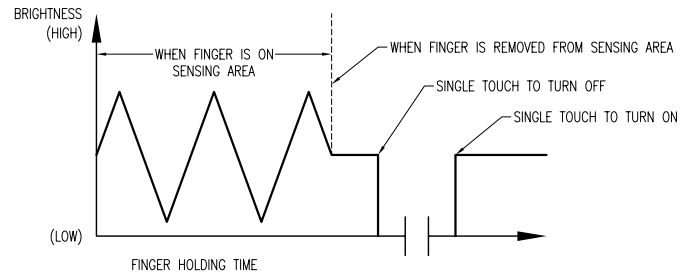 BRIGHTNESS
(HIGH)
WHEN FINGER IS ON
SENSING AREA
WHEN FINGER IS REMOVED FROM SENSING AREA
SINGLE TOUCH TO TURN OFF
SINGLE TOUCH TO TURN ON
(LOW)
FINGER HOLDING TIME